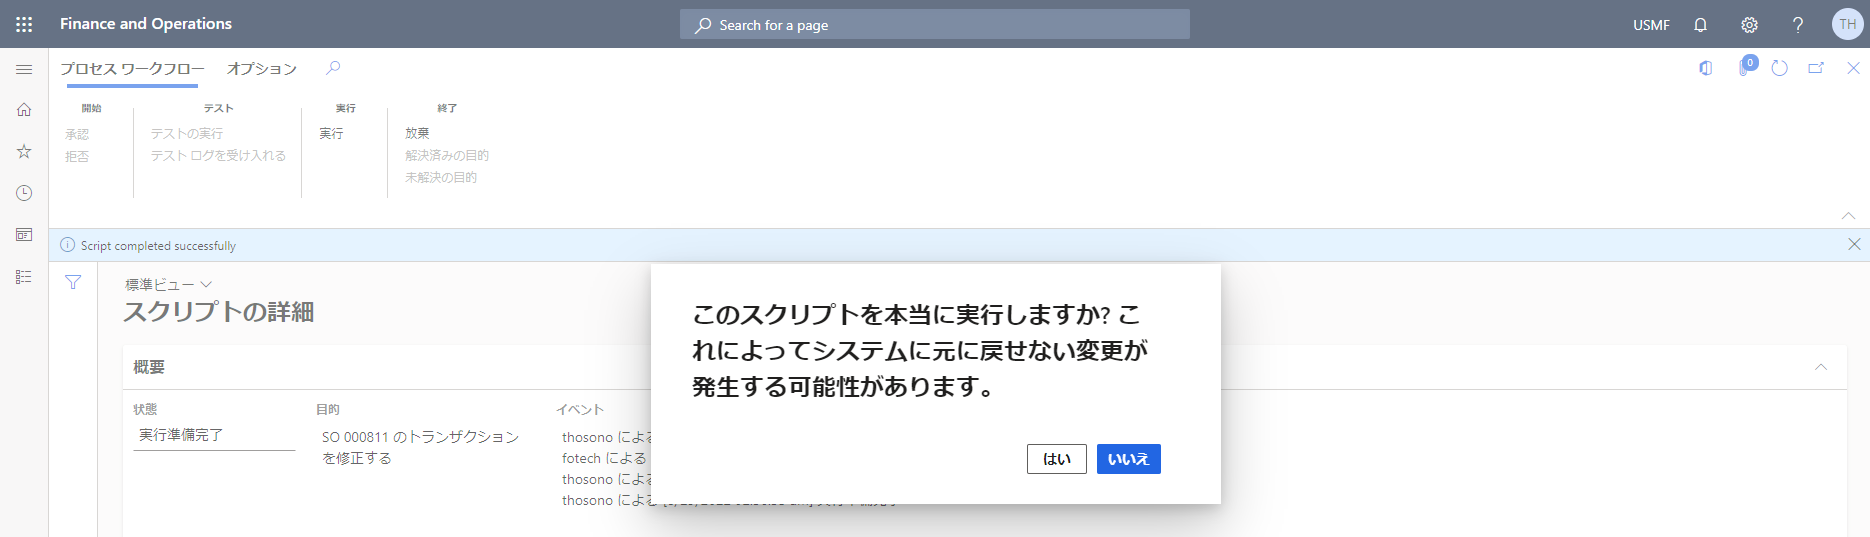 Finance and Operations
Search for a page
USMF
TH
プロセス ワークフロー
オプション
0
開始
テスト
実行
終了
承認
テストの実行
実行
放棄
拒否
テスト ログを受け入れる
解決済みの目的
未解決の目的
Script completed successfully
標準ビュー
スクリプトの詳細
概要
状態
目的
イベント
実行準備完了
SO 000811 のトランザクション
を修正する
thosono による
fotech による
thosono による
thosono による
このスクリプトを本当に実行しますか? こ
れによってシステムに元に戻せない変更が
発生する可能性があります。
はい
いいえ